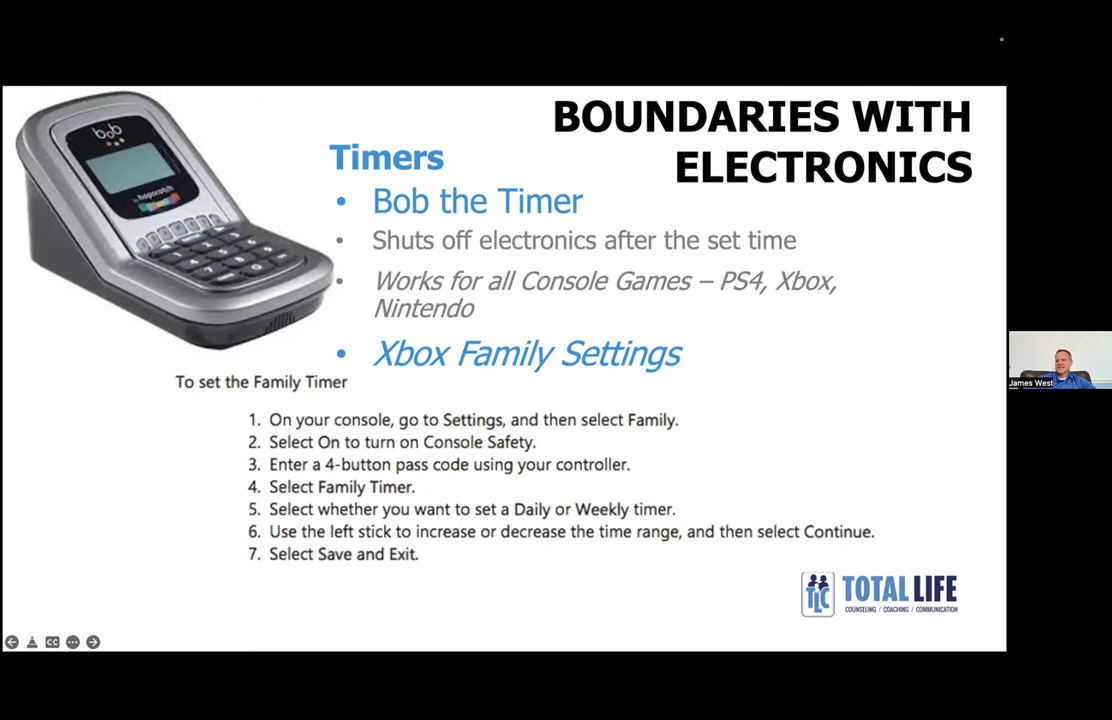 BOUNDARIES WITH
ELECTRONICS
bob
by hopscotch
Timers
• Bob the Timer
• Shuts off electronics after the set time
• Works for all Console Games – PS4, Xbox,
Nintendo
• Xbox Family Settings
To set the Family Timer
1. On your console, go to Settings, and then select Family.
2. Select On to turn on Console Safety.
3. Enter a 4-button pass code using your controller.
4. Select Family Timer.
5. Select whether you want to set a Daily or Weekly timer.
6. Use the left stick to increase or decrease the time range, and then select Continue.
7. Select Save and Exit.
TLC
TOTAL LIFE
COUNSELING / COACHING / COMMUNICATION
CC
James West